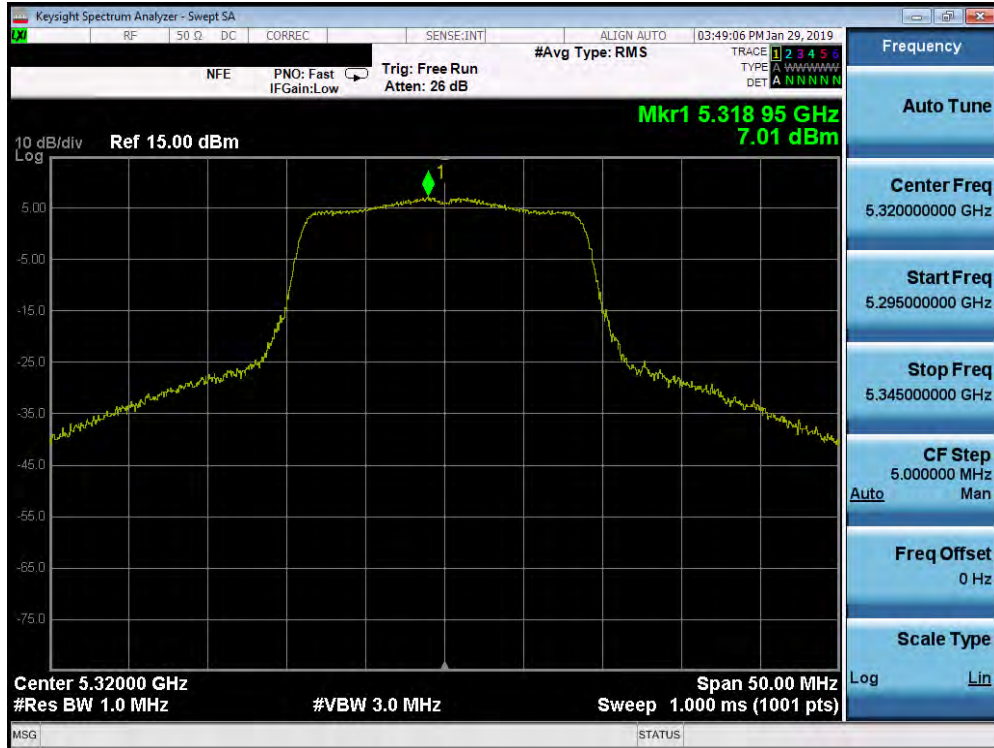 Keysight Spectrum Analyzer - Swept SA
LXI RF 50 Ω DC CORREC SENSE:INT ALIGN AUTO 03:49:06 PM Jan 29, 2019
NFE PNO: Fast Trig: Free Run #Avg Type: RMS TRACE 1 2 3 4 5 6
IFGain:Low Atten: 26 dB TYPE A WWWWW
DET A N N N N N
Mkr1 5.318 95 GHz
7.01 dBm
10 dB/div Ref 15.00 dBm
Log
1
5.00
-5.00
-15.0
-25.0
-35.0
-45.0
-55.0
-65.0
-75.0
Center 5.32000 GHz Span 50.00 MHz
#Res BW 1.0 MHz #VBW 3.0 MHz Sweep 1.000 ms (1001 pts)
MSG STATUS
Frequency
Auto Tune
Center Freq
5.320000000 GHz
Start Freq
5.295000000 GHz
Stop Freq
5.345000000 GHz
CF Step
5.000000 MHz
Auto Man
Freq Offset
0 Hz
Scale Type
Log Lin